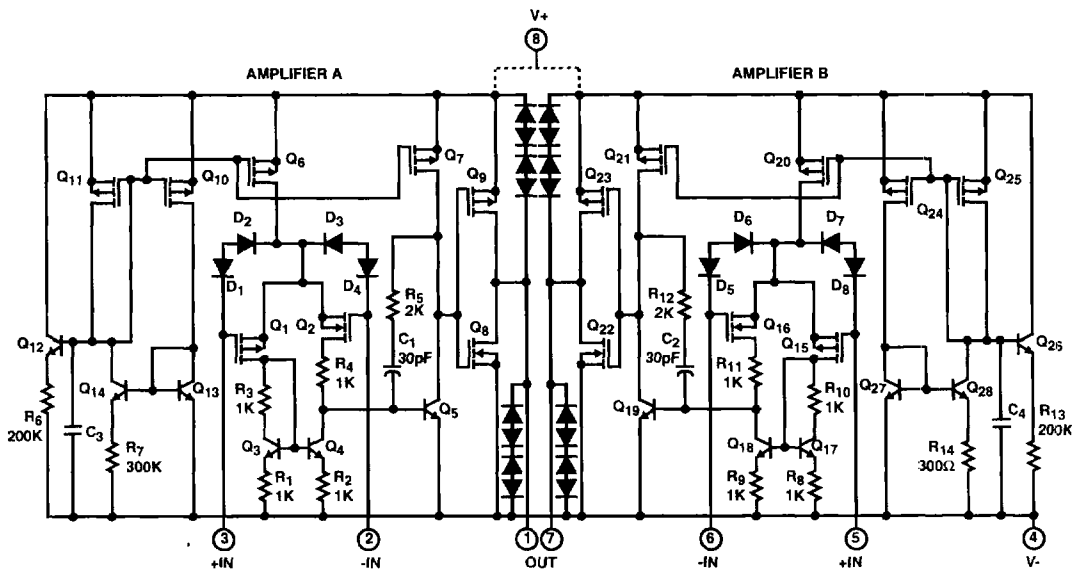 V+
8
AMPLIFIER A
AMPLIFIER B
Q11
Q10
Q6
Q7
Q9
Q21
Q23
Q20
Q24
Q25
D2
D3
D1
D4
D6
D7
D5
D8
R5
2K
C1
30pF
R12
2K
C2
30pF
Q1
Q2
Q8
Q22
Q16
Q15
Q12
Q14
Q13
R3
1K
R4
1K
Q5
Q19
R11
1K
R10
1K
Q27
Q28
Q26
R6
200K
C3
R7
300K
Q3
Q4
R1
1K
R2
1K
Q18
Q17
R9
1K
R8
1K
R14
300Ω
C4
R13
200K
3
+IN
2
-IN
1
7
OUT
6
-IN
5
+IN
4
V-